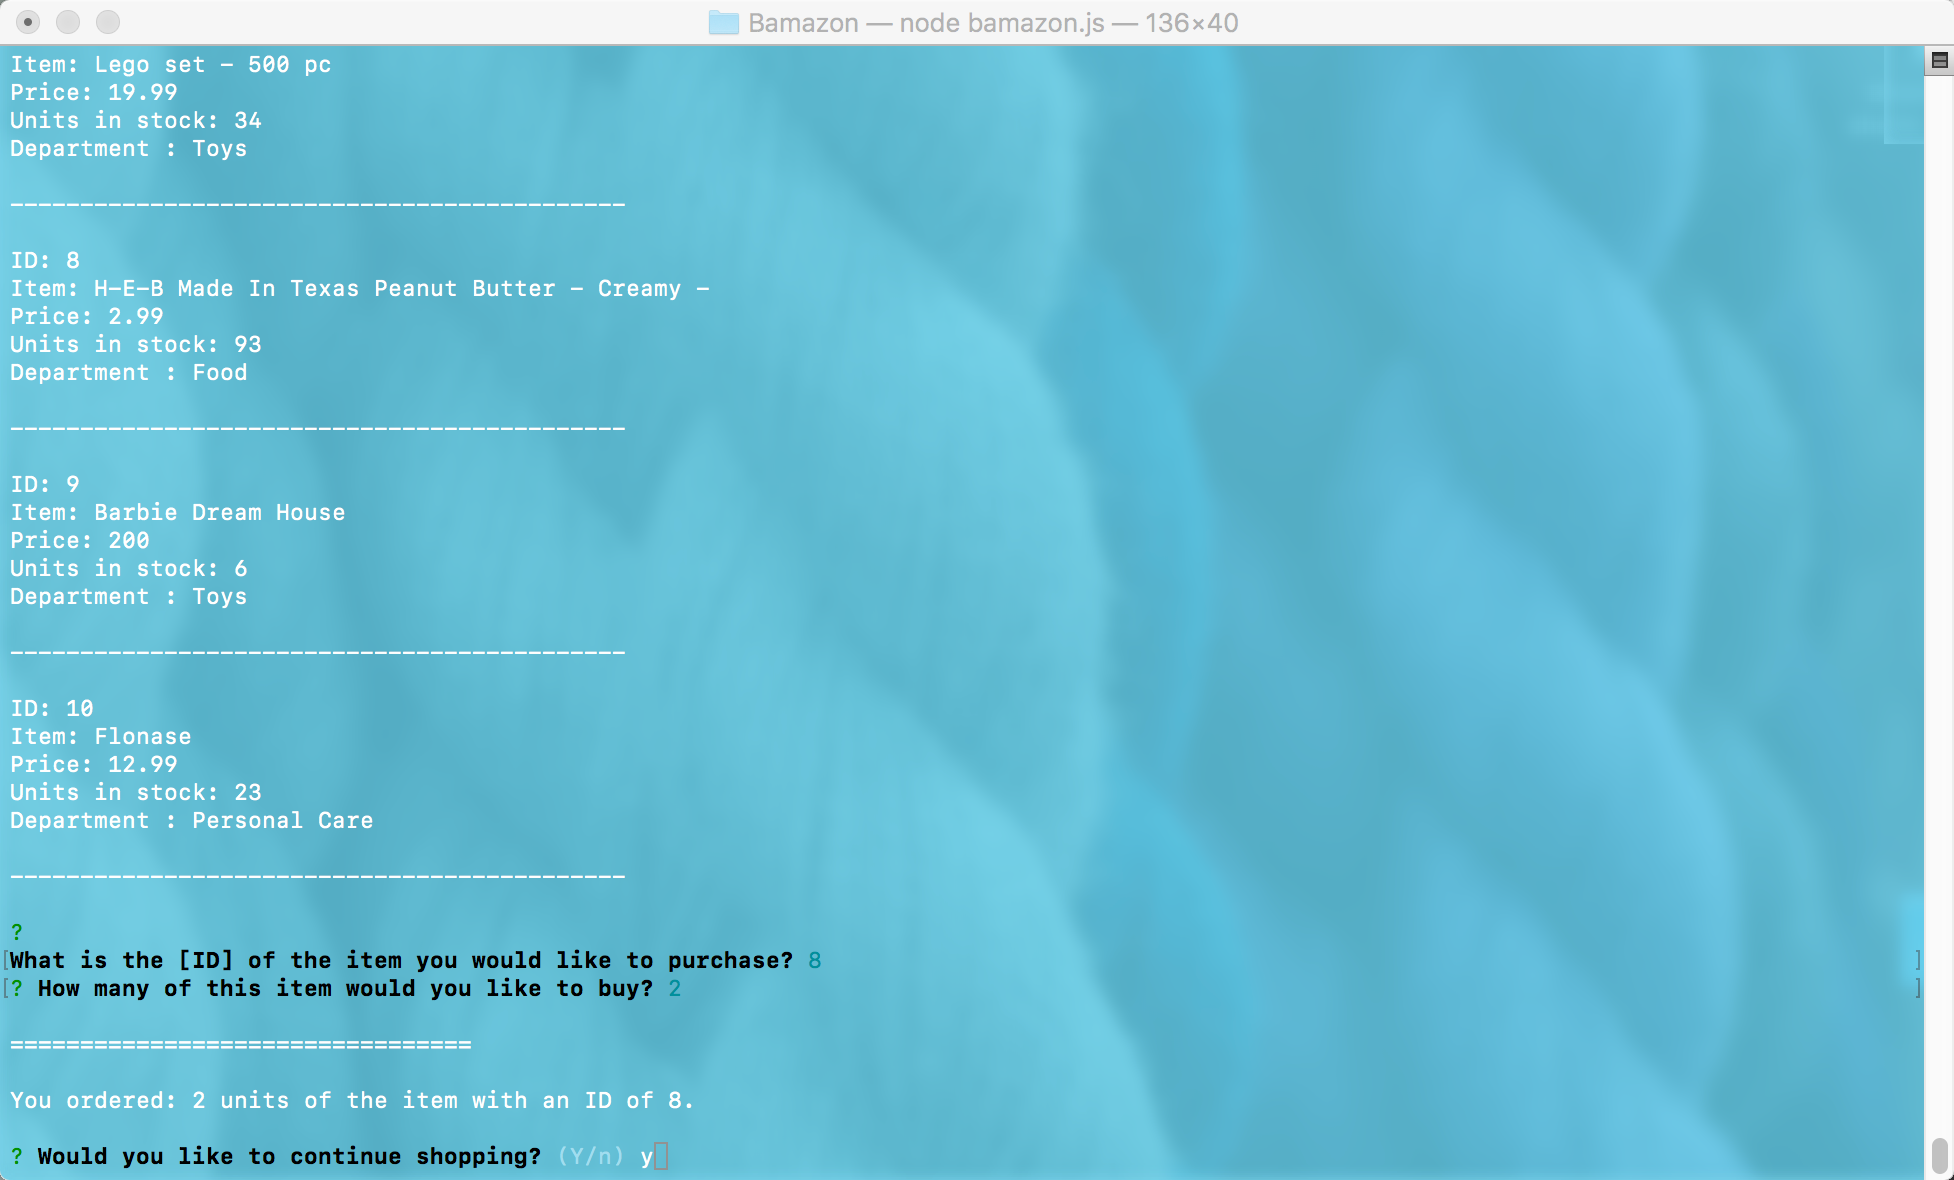 Bamazon — node bamazon.js — 136×40
Item: Lego set - 500 pc
Price: 19.99
Units in stock: 34
Department : Toys
--------------------------------------------
ID: 8
Item: H-E-B Made In Texas Peanut Butter - Creamy -
Price: 2.99
Units in stock: 93
Department : Food
--------------------------------------------
ID: 9
Item: Barbie Dream House
Price: 200
Units in stock: 6
Department : Toys
--------------------------------------------
ID: 10
Item: Flonase
Price: 12.99
Units in stock: 23
Department : Personal Care
--------------------------------------------
?
[What is the [ID] of the item you would like to purchase? 8 ]
[? How many of this item would you like to buy? 2 ]
=================================
You ordered: 2 units of the item with an ID of 8.
? Would you like to continue shopping? (Y/n) y